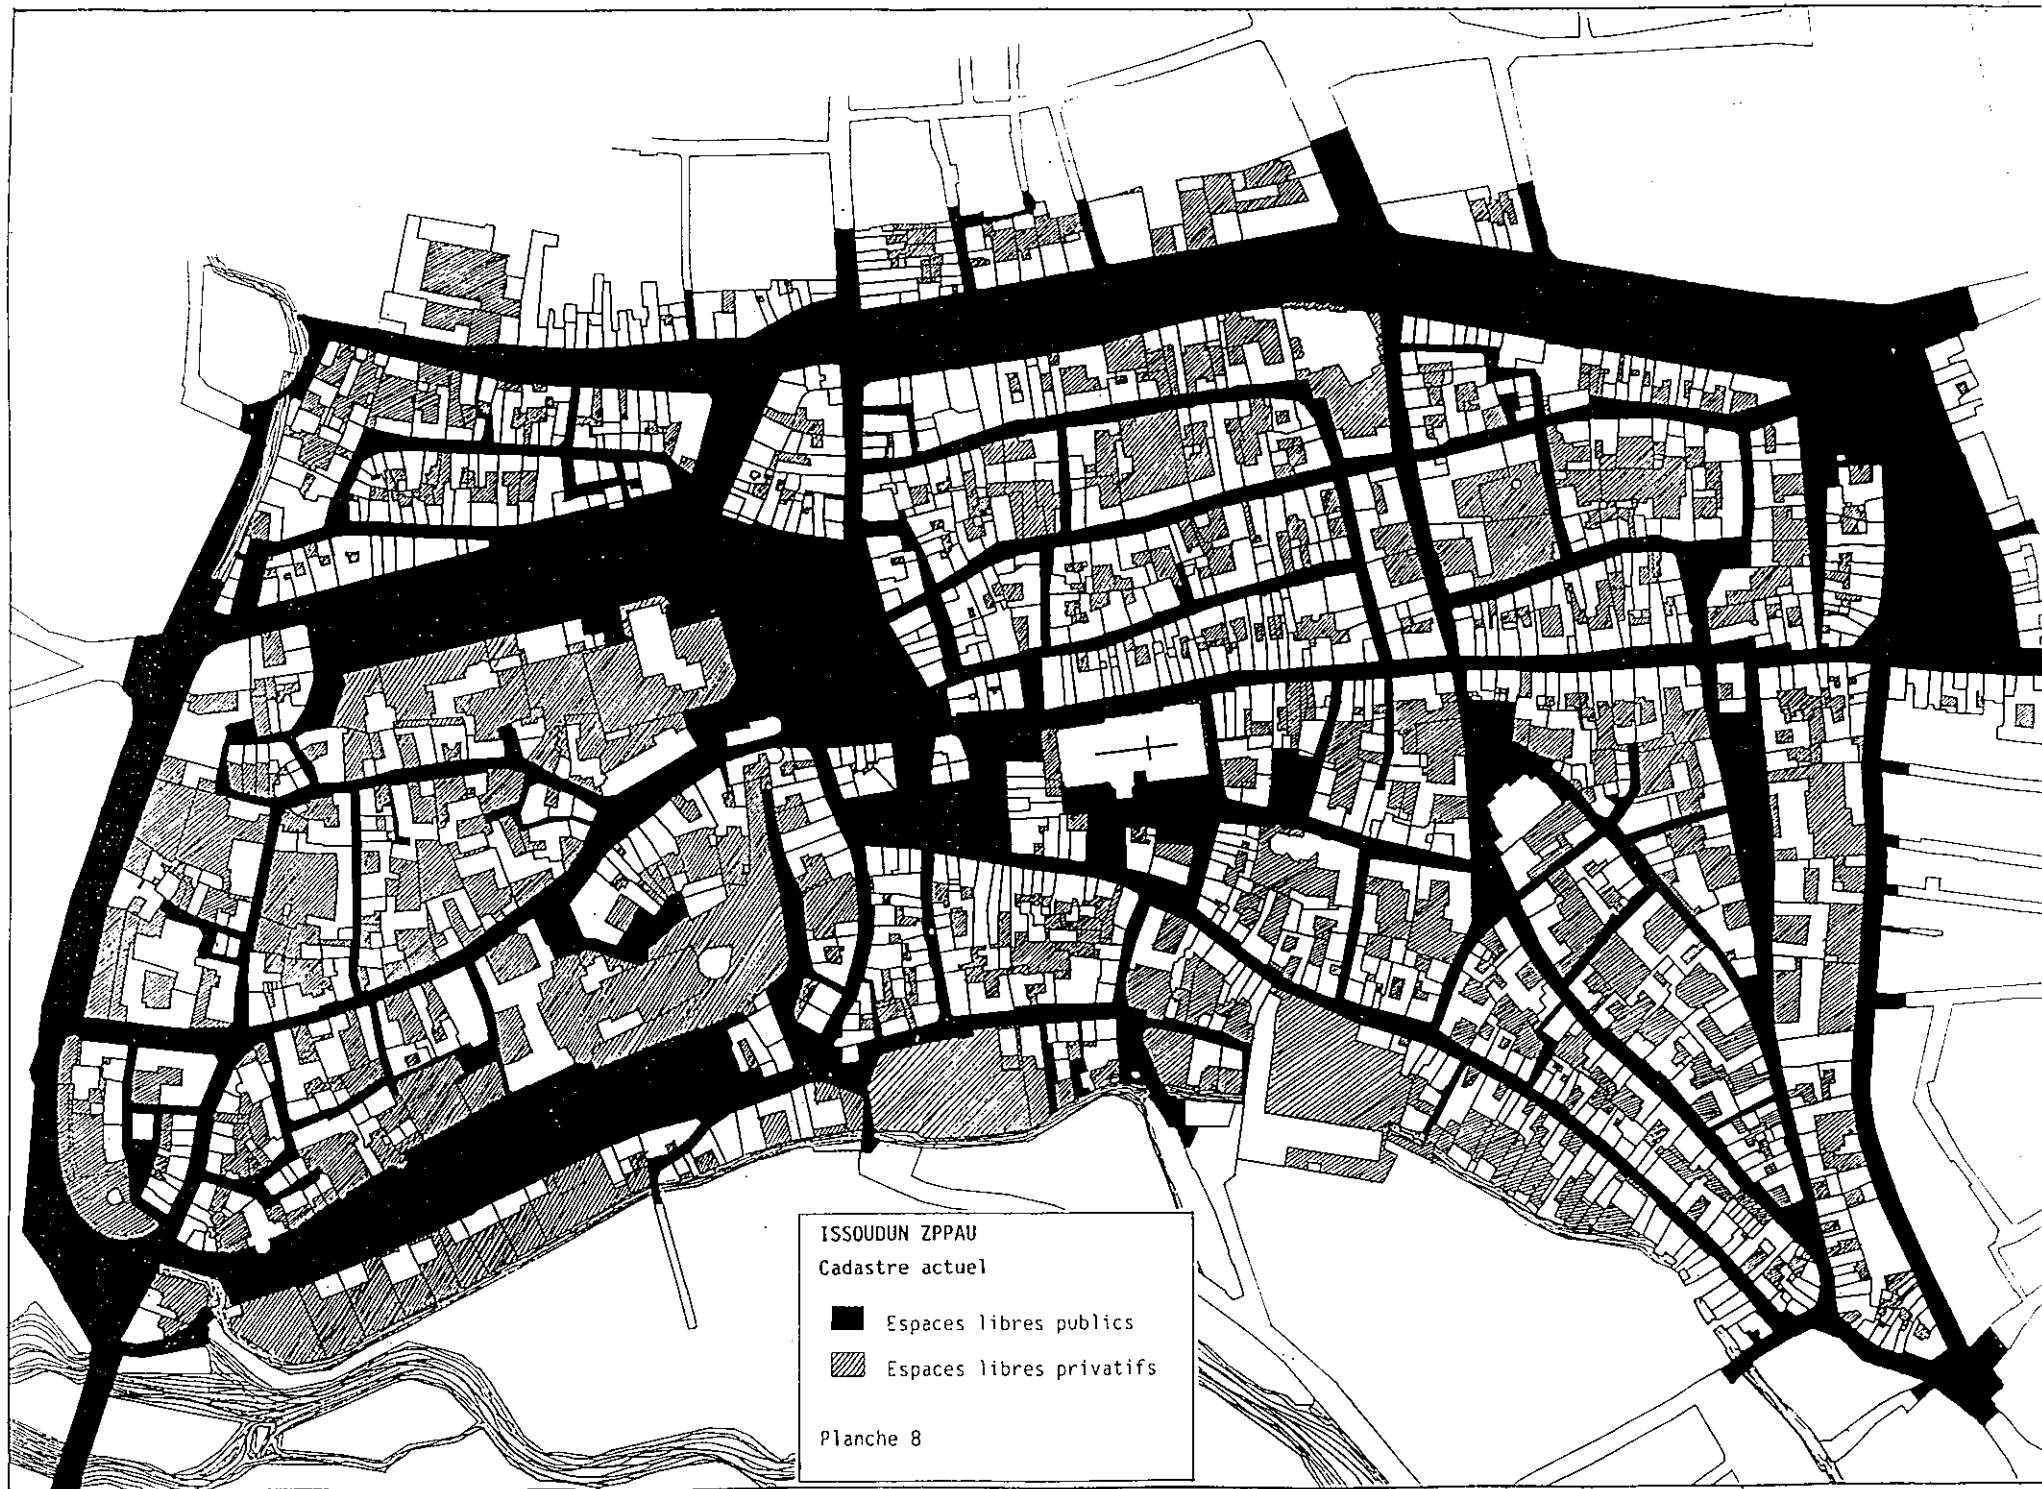 ISSOUDUN ZPPAU
Cadastre actuel
Espaces libres publics
Espaces libres privatifs
Planche 8